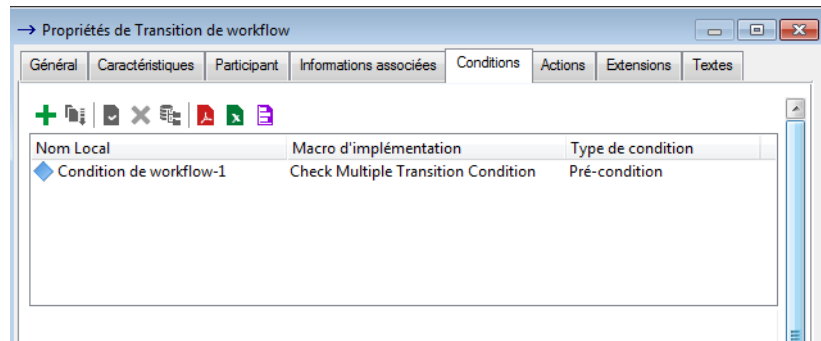 Propriétés de Transition de workflow
Général Caractéristiques Participant Informations associées Conditions Actions Extensions Textes
Nom Local Macro d'implémentation Type de condition
Condition de workflow-1 Check Multiple Transition Condition Pré-condition